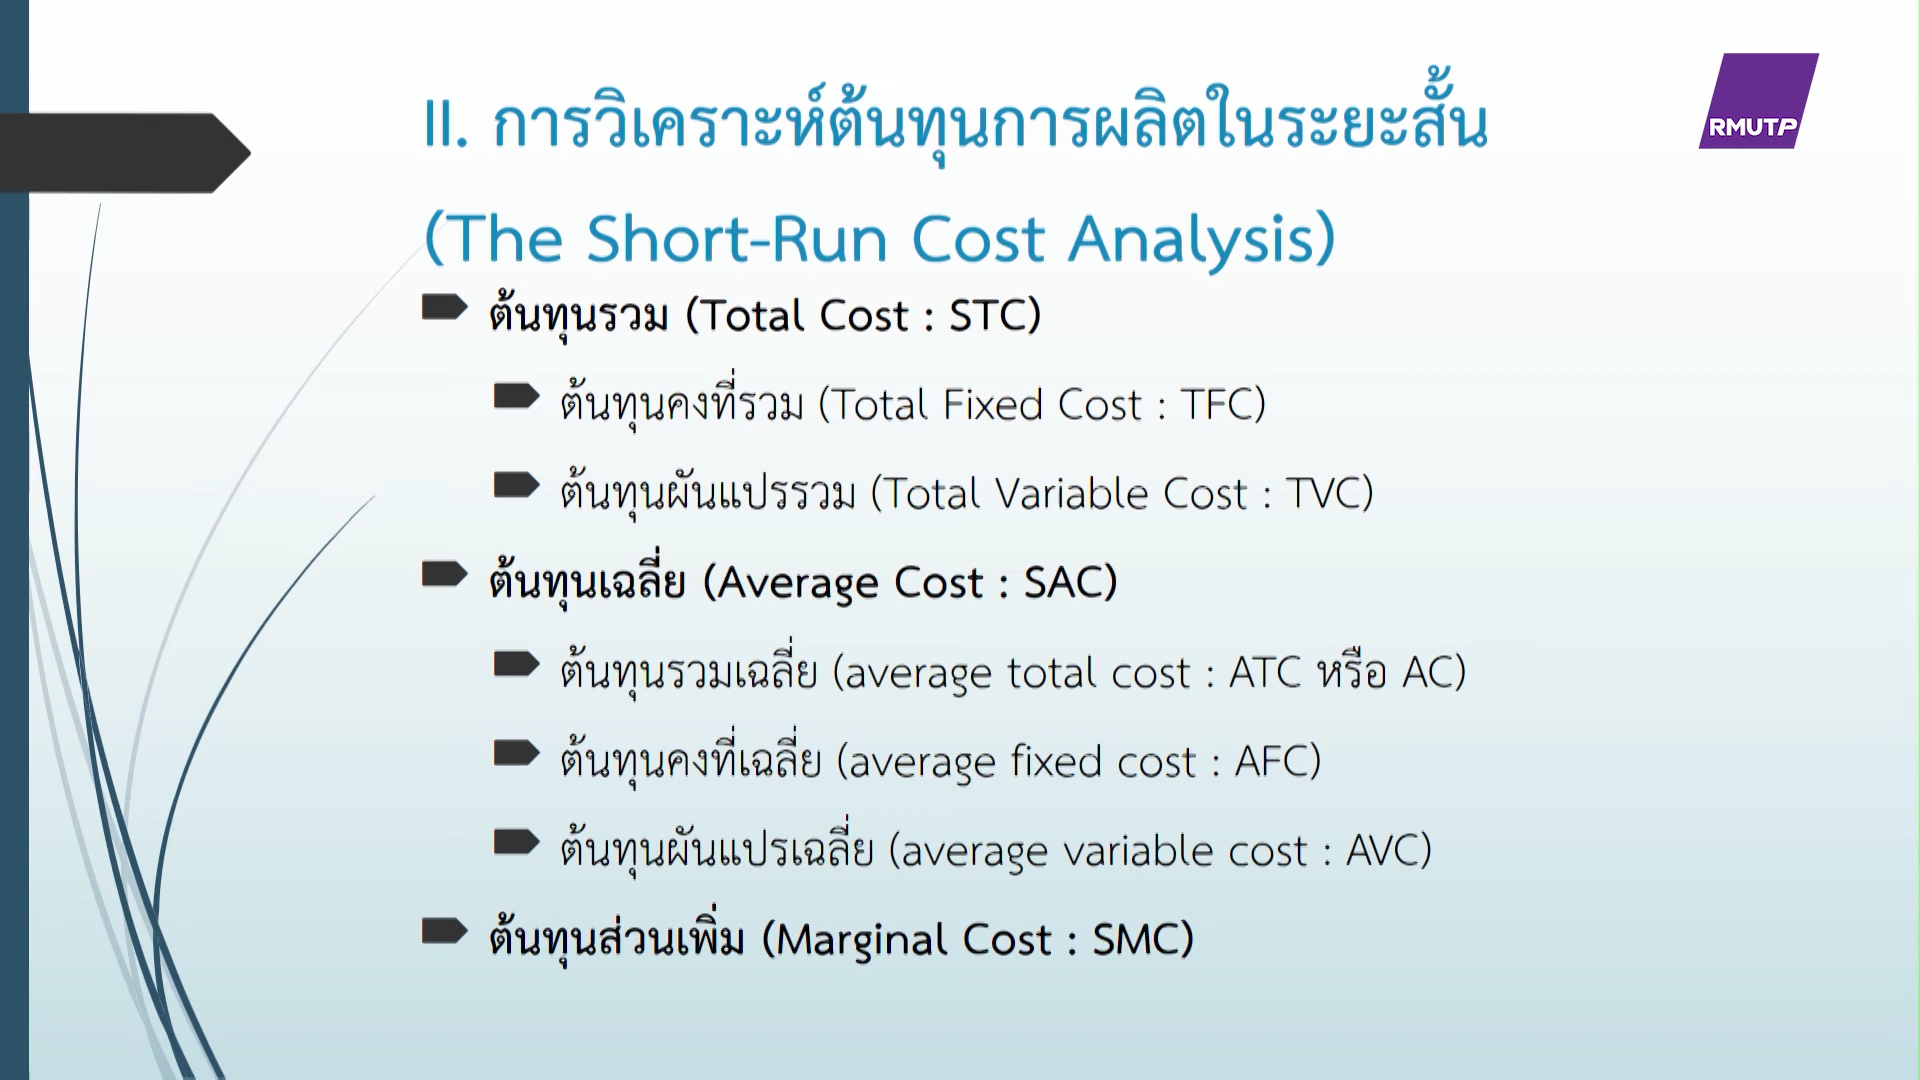 II. การวิเคราะห์ต้นทุนการผลิตในระยะสั้น
RMUTP
(The Short-Run Cost Analysis)
ต้นทุนรวม (Total Cost : STC)
ต้นทุนคงที่รวม (Total Fixed Cost : TFC)
ต้นทุนผันแปรรวม (Total Variable Cost : TVC)
ต้นทุนเฉลี่ย (Average Cost : SAC)
ต้นทุนรวมเฉลี่ย (average total cost : ATC หรือ AC)
ต้นทุนคงที่เฉลี่ย (average fixed cost : AFC)
ต้นทุนผันแปรเฉลี่ย (average variable cost : AVC)
ต้นทุนส่วนเพิ่ม (Marginal Cost : SMC)